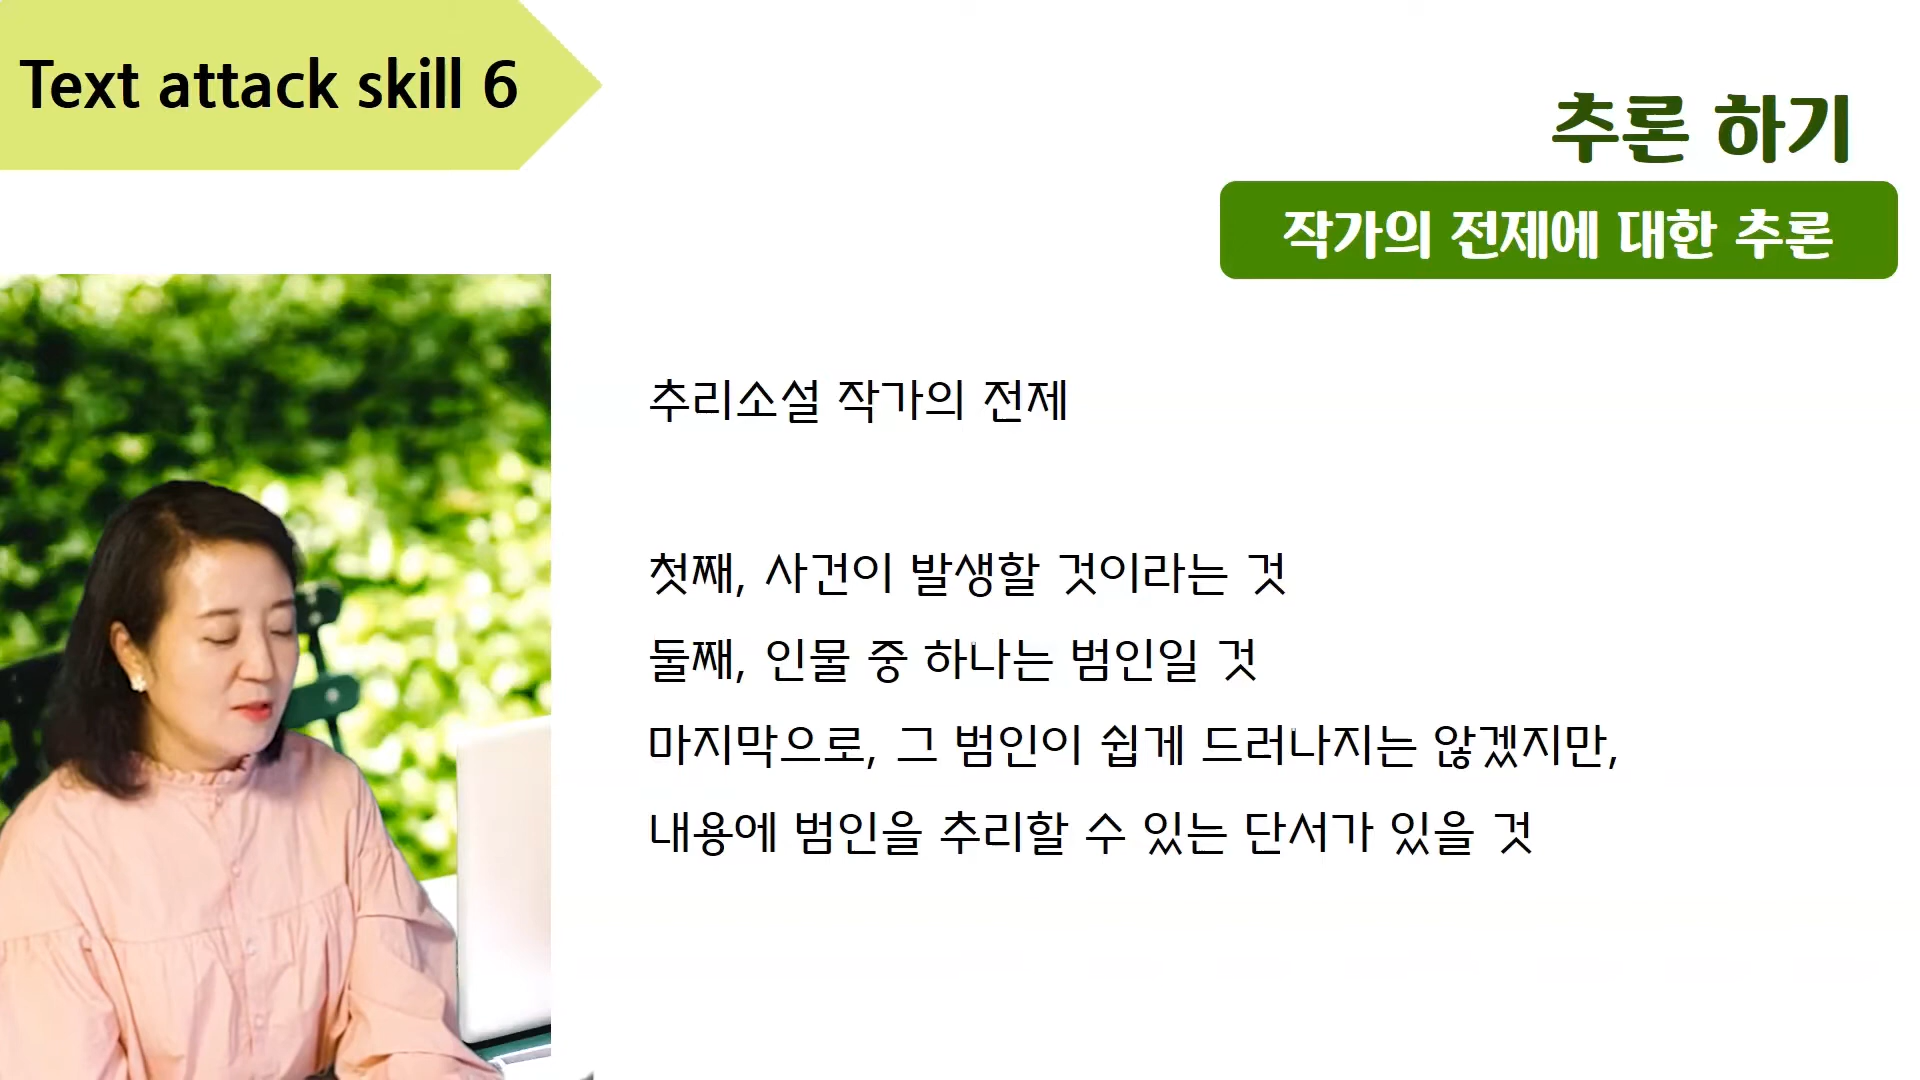 Text attack skill 6
추론 하기
작가의 전제에 대한 추론
추리소설 작가의 전제
첫째, 사건이 발생할 것이라는 것
둘째, 인물 중 하나는 범인일 것
마지막으로, 그 범인이 쉽게 드러나지는 않겠지만,
내용에 범인을 추리할 수 있는 단서가 있을 것